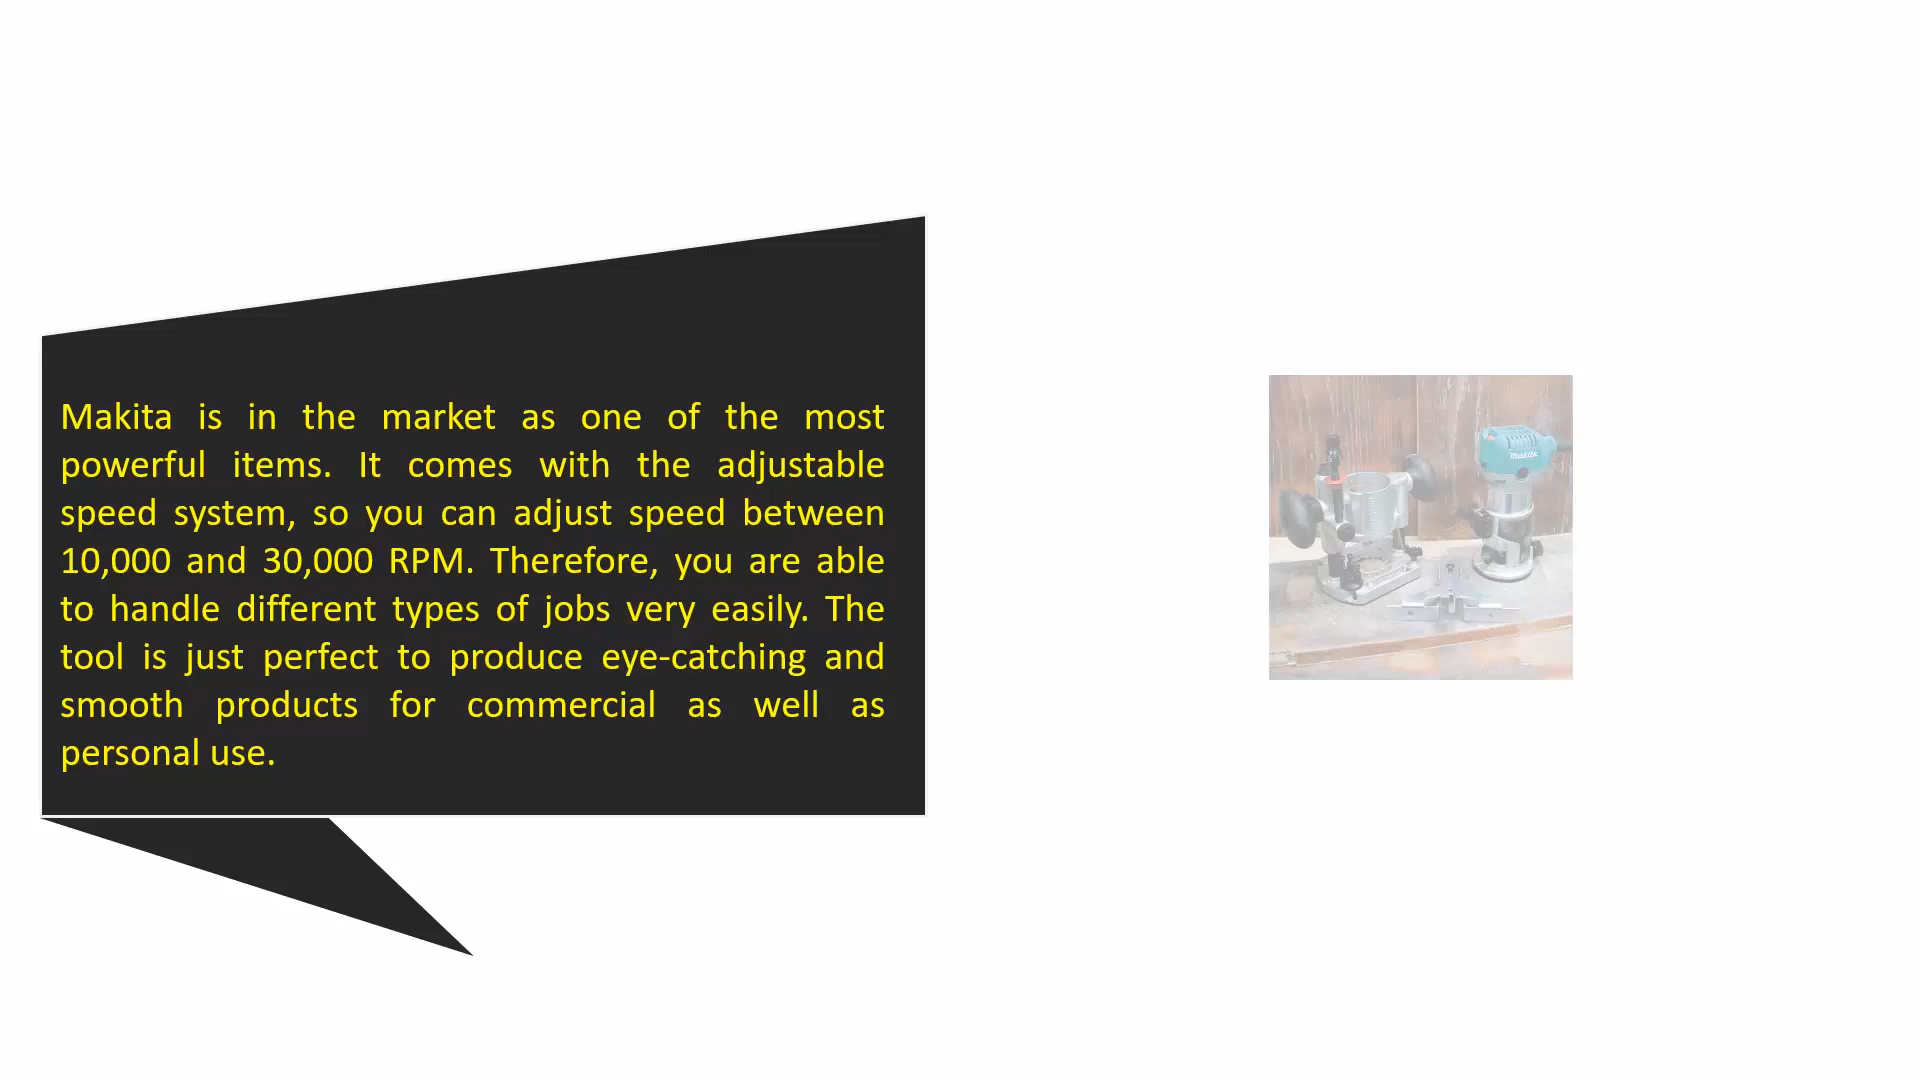 Makita is in the market as one of the most
powerful items. It comes with the adjustable
speed system, so you can adjust speed between
10,000 and 30,000 RPM. Therefore, you are able
to handle different types of jobs very easily. The
tool is just perfect to produce eye-catching and
smooth products for commercial as well as
personal use.
Makita